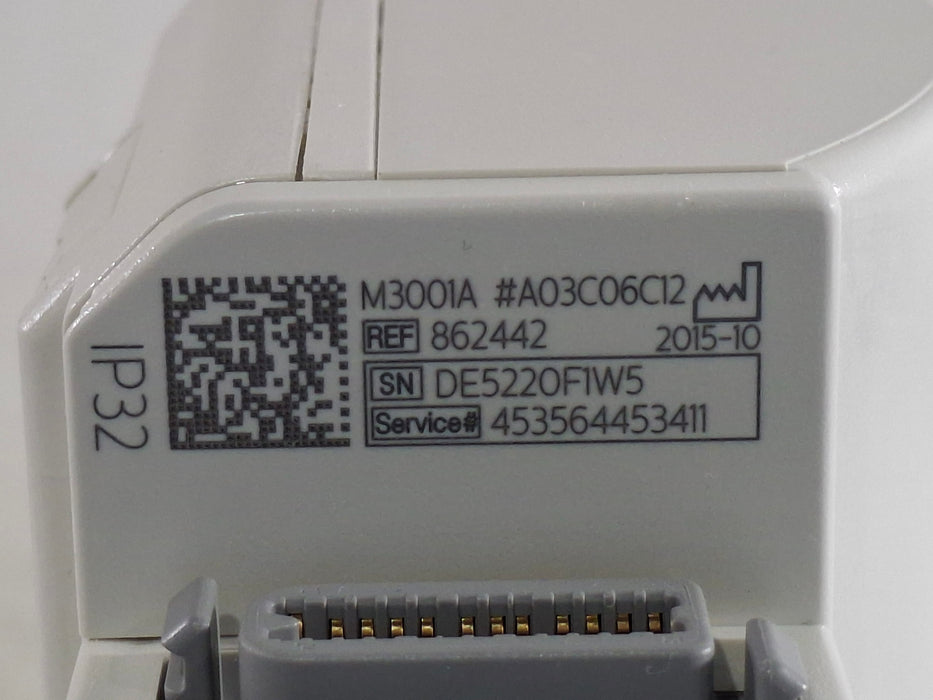 M3001A #A03C06C12
REF 862442
2015-10
SN DE5220F1W5
Service# 453564453411
IP32